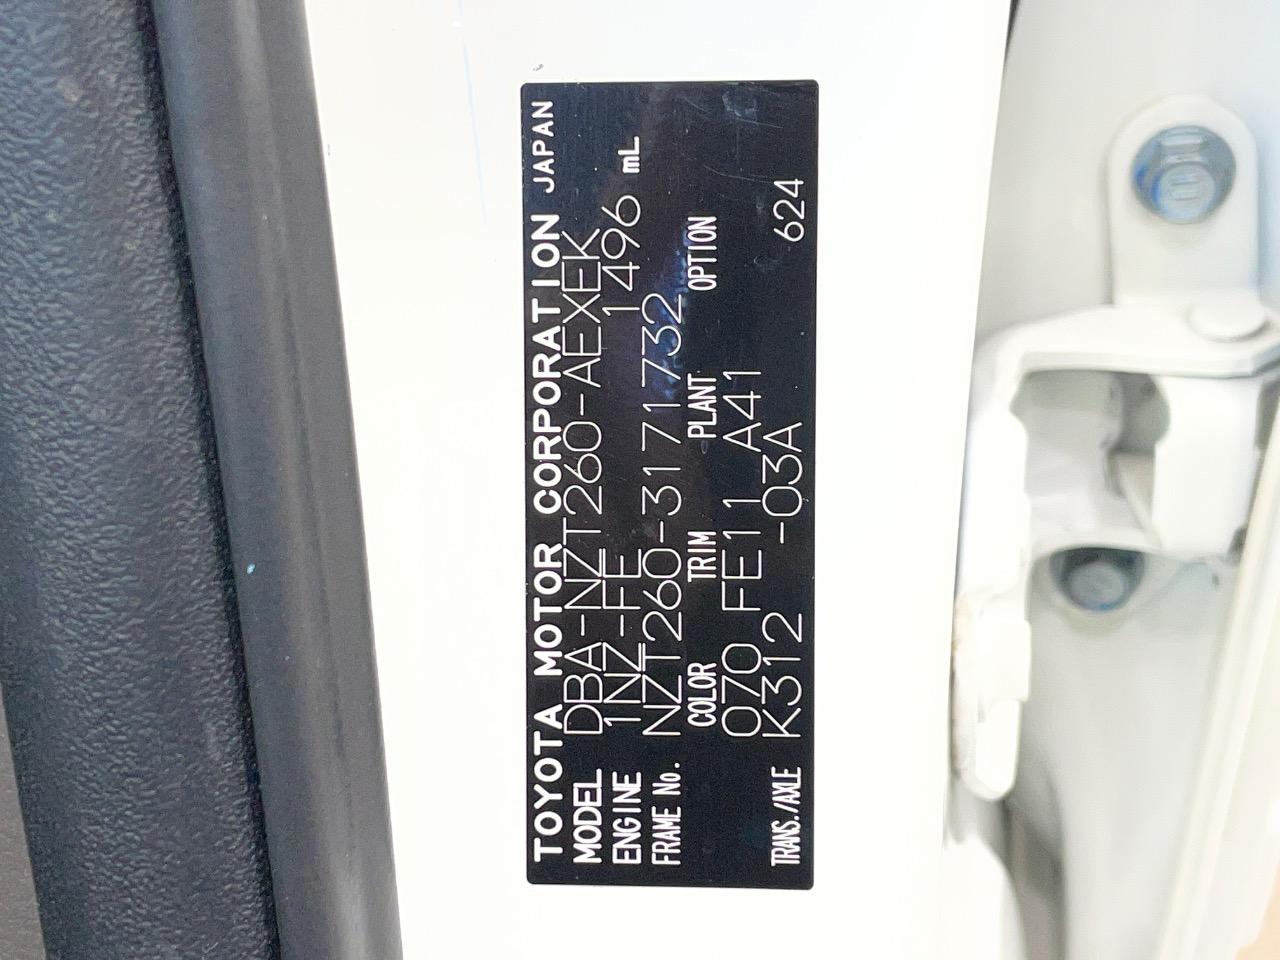 TOYOTA MOTOR CORPORATION JAPAN
MODEL DBA-NZT260-AEXEK
ENGINE 1NZ-FE 1496 mL
FRAME No. NZT260-3171732
COLOR TRIM PLANT OPTION
070 FE11 A41
TRANS./AXLE K312 -03A 624